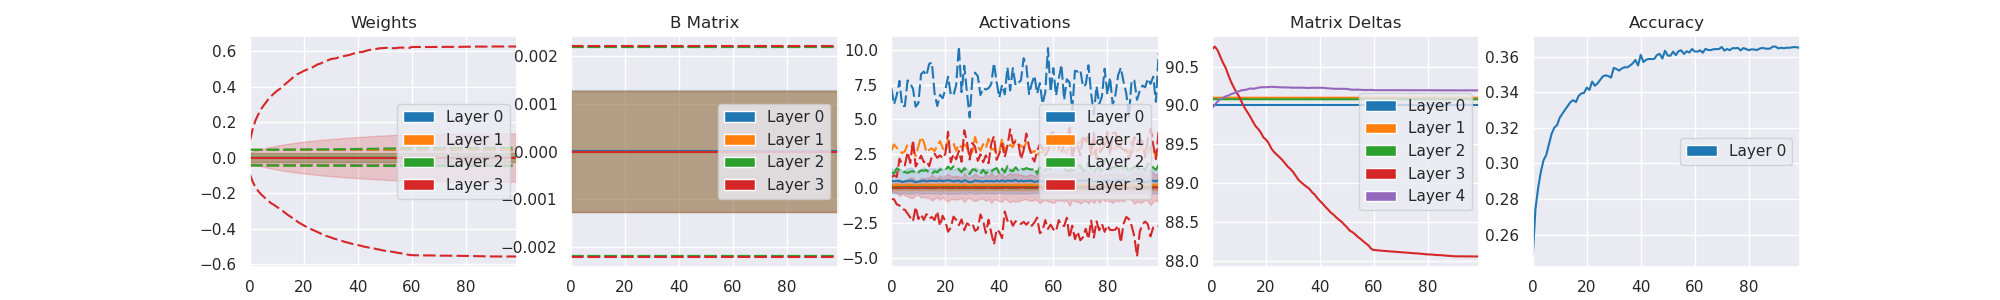 Weights
0.6
0.4
0.2
0.0
−0.2
−0.4
−0.6
0 20 40 60 80
Layer 0
Layer 1
Layer 2
Layer 3
B Matrix
0.002
0.001
0.000
−0.001
−0.002
0 20 40 60 80
Layer 0
Layer 1
Layer 2
Layer 3
Activations
10.0
7.5
5.0
2.5
0.0
−2.5
−5.0
0 20 40 60 80
Layer 0
Layer 1
Layer 2
Layer 3
Matrix Deltas
90.5
90.0
89.5
89.0
88.5
88.0
0 20 40 60 80
Layer 0
Layer 1
Layer 2
Layer 3
Layer 4
Accuracy
0.36
0.34
0.32
0.30
0.28
0.26
0 20 40 60 80
Layer 0